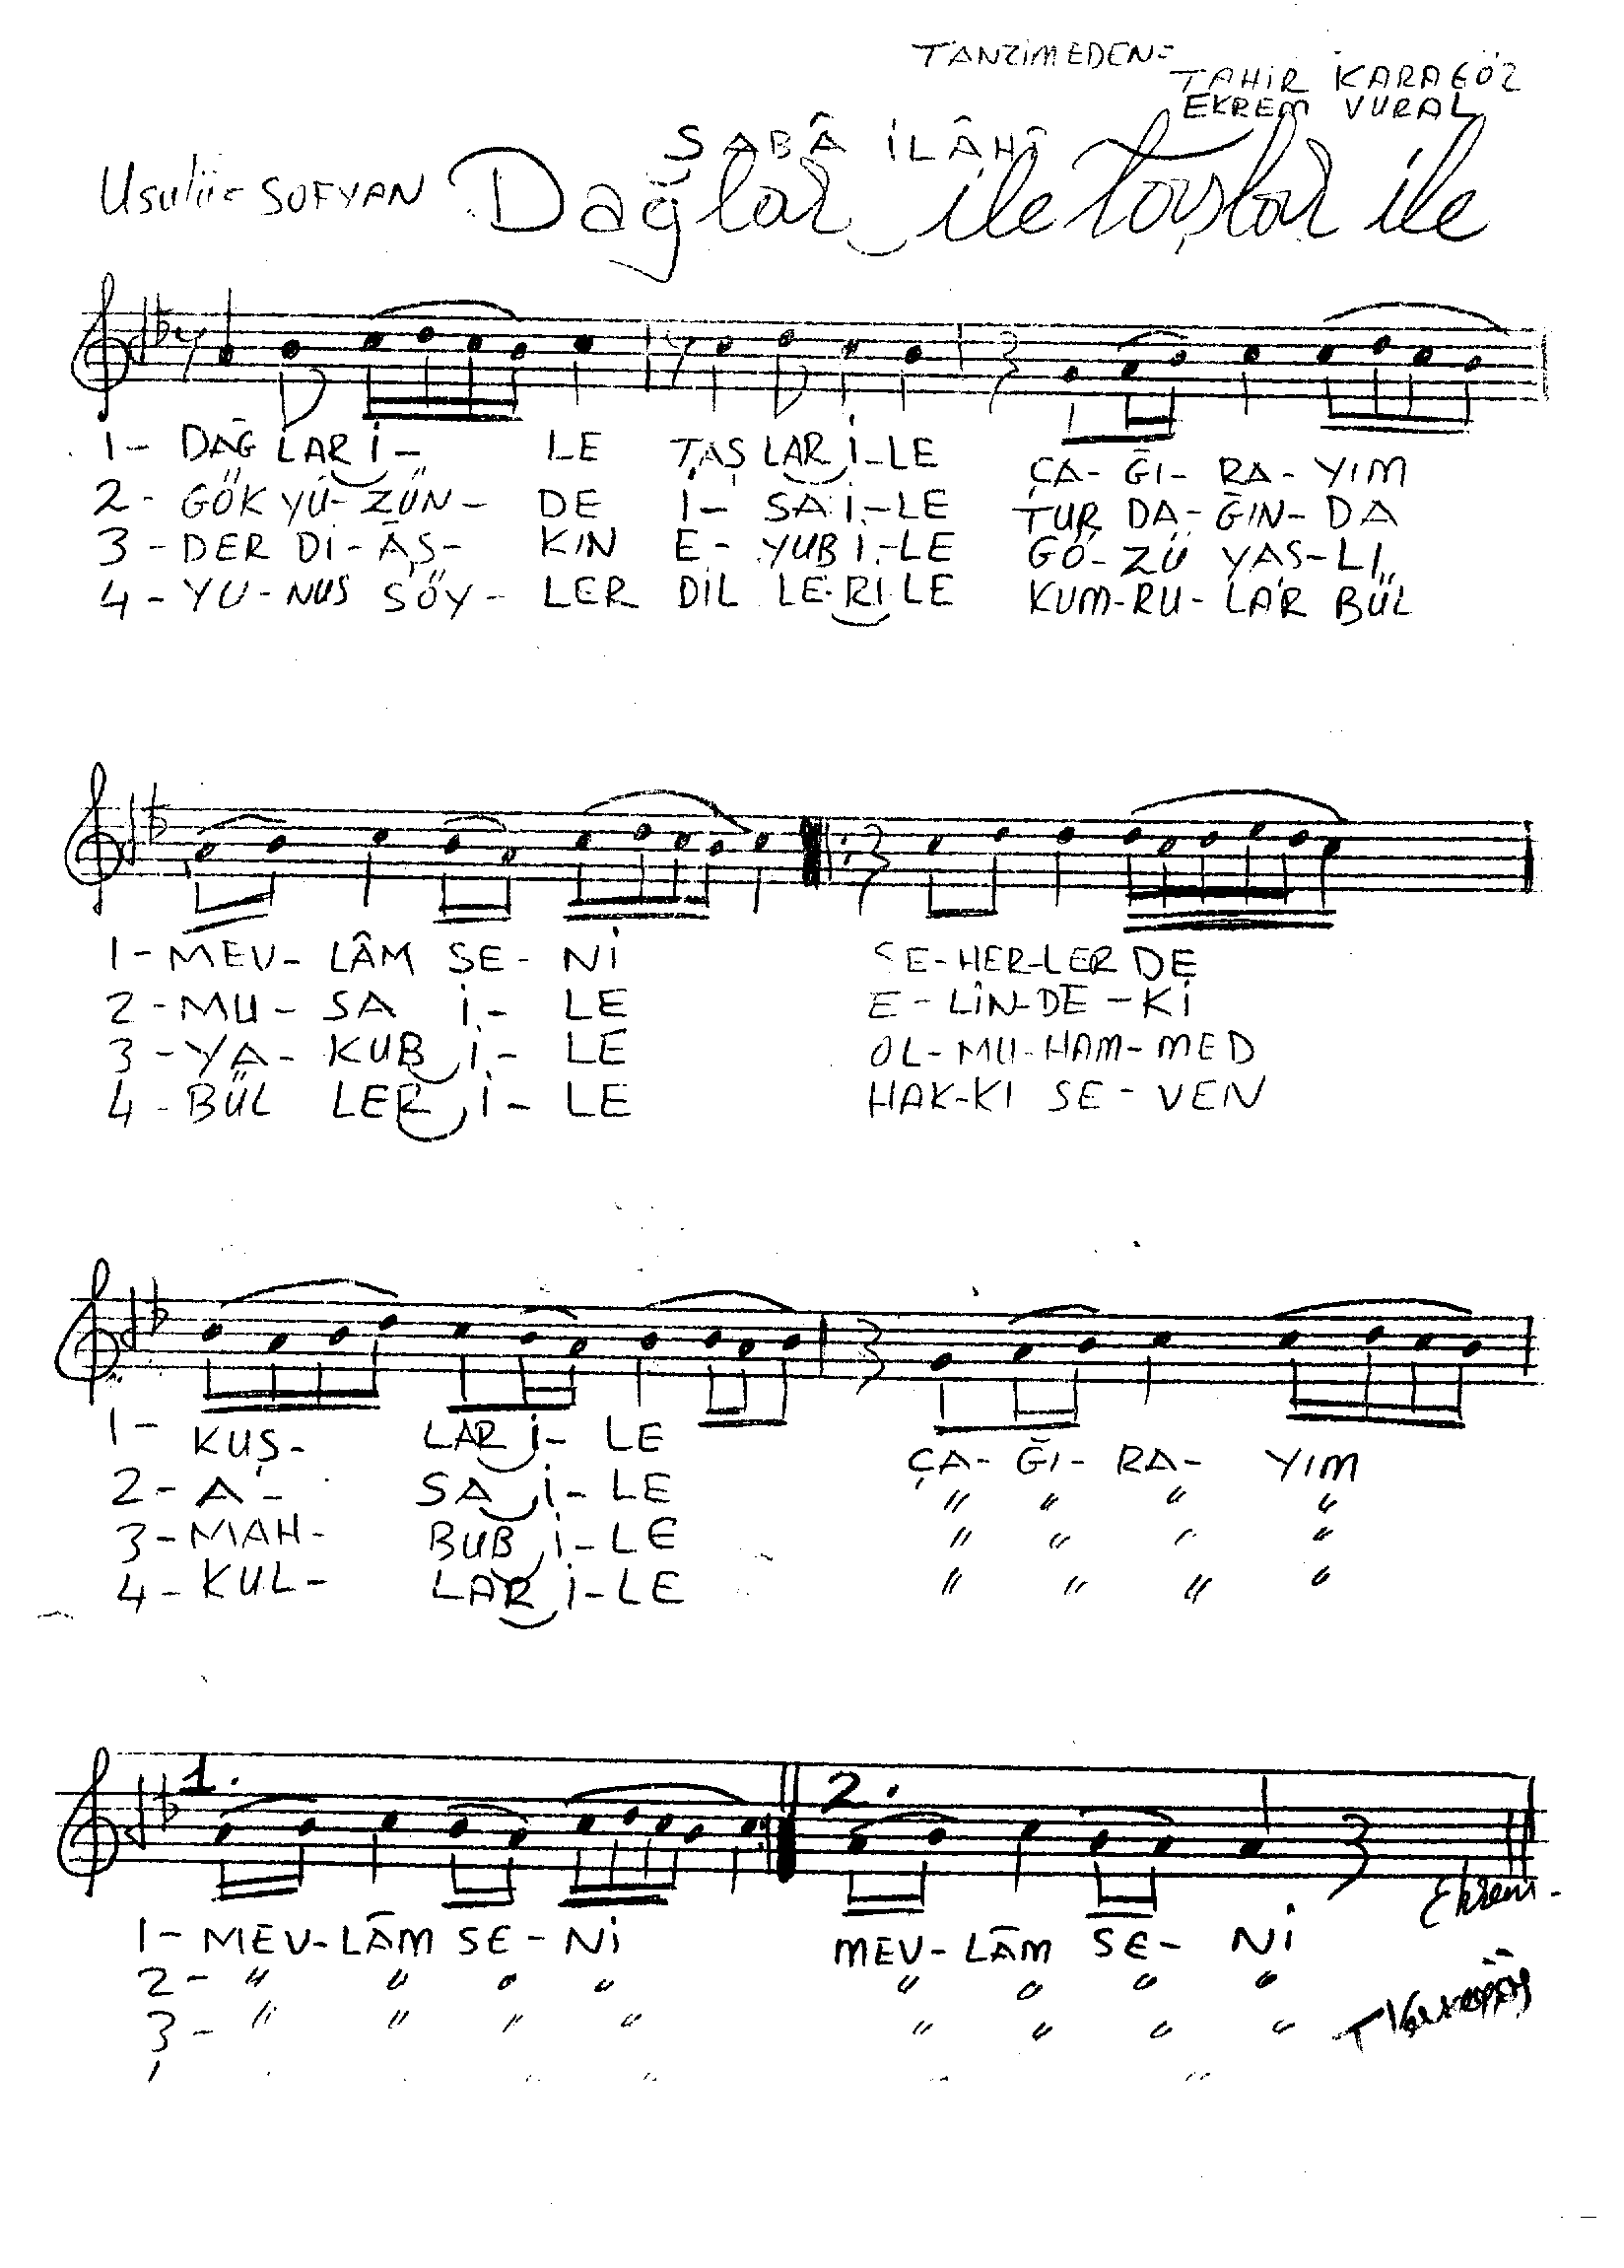 TANZİMEDEN=
TAHİR KARAGÖZ
EKREM VURAL
SABÂ İLÂHÎ
Usulü- SOFYAN Dağlar ile taşlar ile
1- DAĞ LAR İ- LE TAŞ LAR İ-LE ÇA- ĞI- RA- YIM
2- GÖK YÜ- ZÜN- DE İ- SA İ-LE TUR DA- ĞIN- DA
3- DER Dİ- ÂŞ- KIN E- YUB İ-LE GÖ- ZÜ YAŞ- LI
4- YU- NUS SÖY- LER DİL LE- Rİ LE KUM-RU- LAR BÜL
1- MEV- LÂM SE- Nİ SE-HER-LER DE
2- MU- SA İ- LE E-LİN-DE-Kİ
3- YA- KUB İ- LE OL-MU-HAM-MED
4- BÜL LER İ- LE HAK-KI SE- VEN
1- KUŞ- LAR İ- LE ÇA- ĞI- RA- YIM
2- A- SA İ- LE " " " "
3- MAH- BUB İ- LE " " " "
4- KUL- LAR İ- LE " " " "
1. 2.
1- MEV-LÂM SE- Nİ MEV- LÂM SE- Nİ
2- " " " " " " " "
3- " " " " " " " "
Ekrem